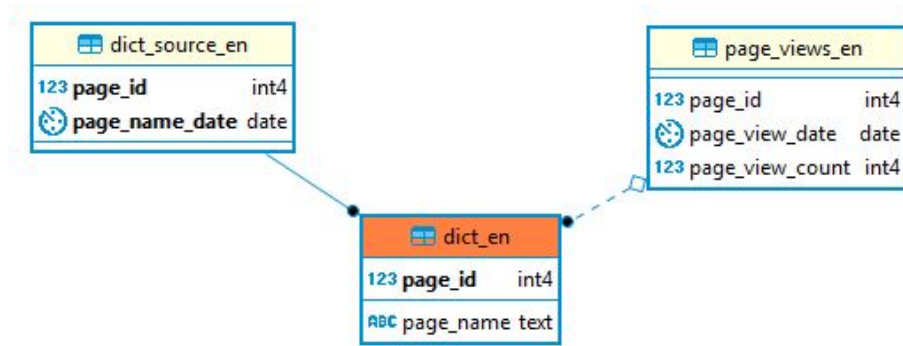 dict_source_en
123 page_id int4
page_name_date date
page_views_en
123 page_id int4
page_view_date date
123 page_view_count int4
dict_en
123 page_id int4
ABC page_name text